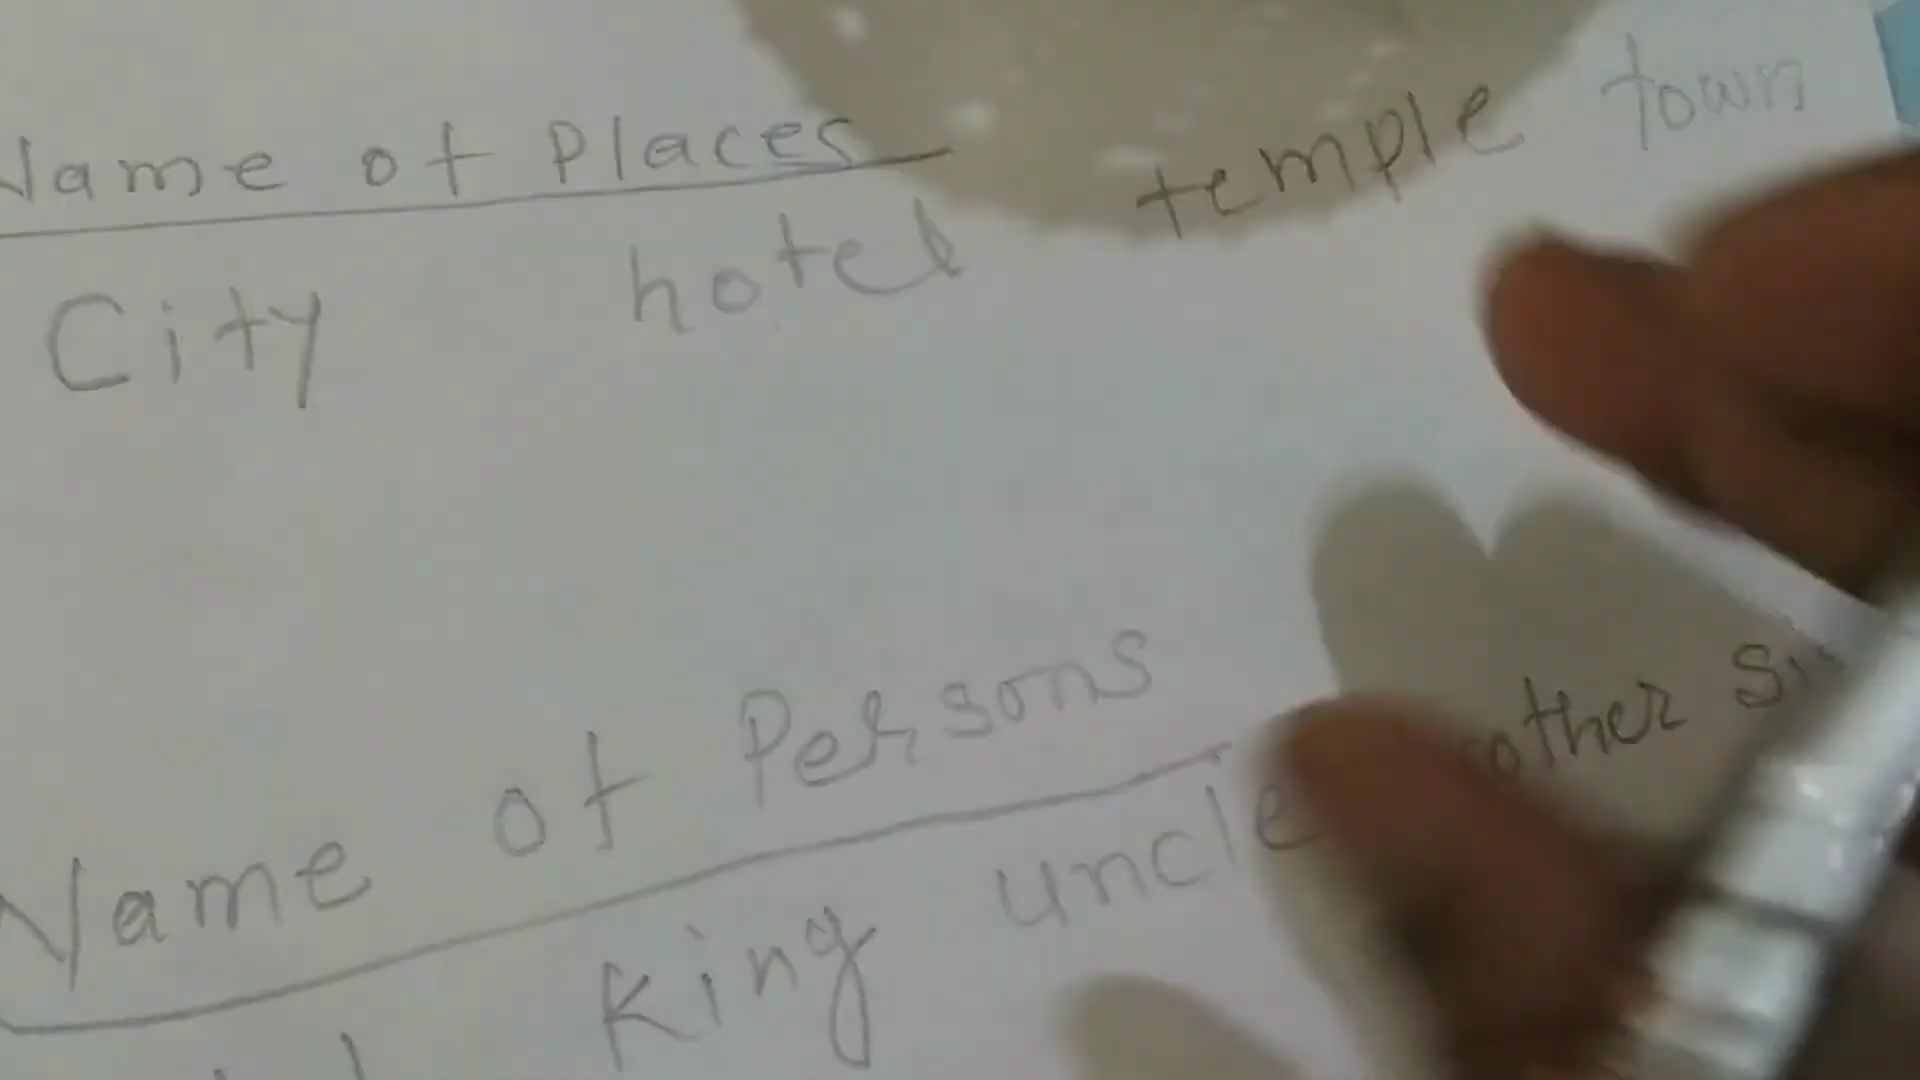 Name of Places
City hotel temple town
Name of Persons
King uncle